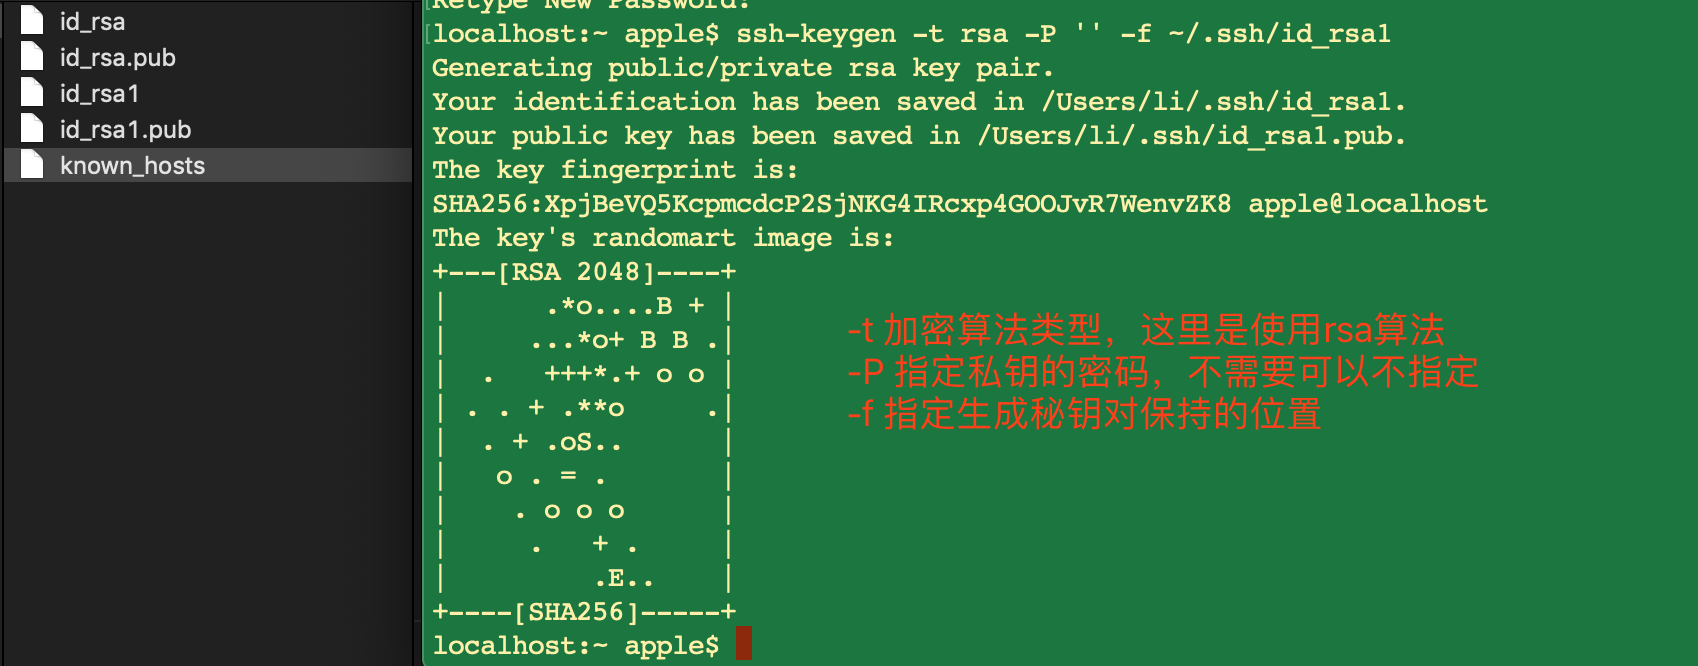 id_rsa
id_rsa.pub
id_rsa1
id_rsa1.pub
known_hosts
Retype New Password:
localhost:~ apple$ ssh-keygen -t rsa -P '' -f ~/.ssh/id_rsa1
Generating public/private rsa key pair.
Your identification has been saved in /Users/li/.ssh/id_rsa1.
Your public key has been saved in /Users/li/.ssh/id_rsa1.pub.
The key fingerprint is:
SHA256:XpjBeVQ5KcpmcdcP2SjNKG4IRcxp4GOOJvR7WenvZK8 apple@localhost
The key's randomart image is:
+---[RSA 2048]----+
|      .*o....B + |
|     ...*o+ B B .|
|  .   +++*.+ o o |
| . . + .**o     .|
|  . + .oS..      |
|   o . = .       |
|    . o o o      |
|     .   + .     |
|         .E..    |
+----[SHA256]-----+
localhost:~ apple$
-t 加密算法类型，这里是使用rsa算法
-P 指定私钥的密码，不需要可以不指定
-f 指定生成秘钥对保持的位置